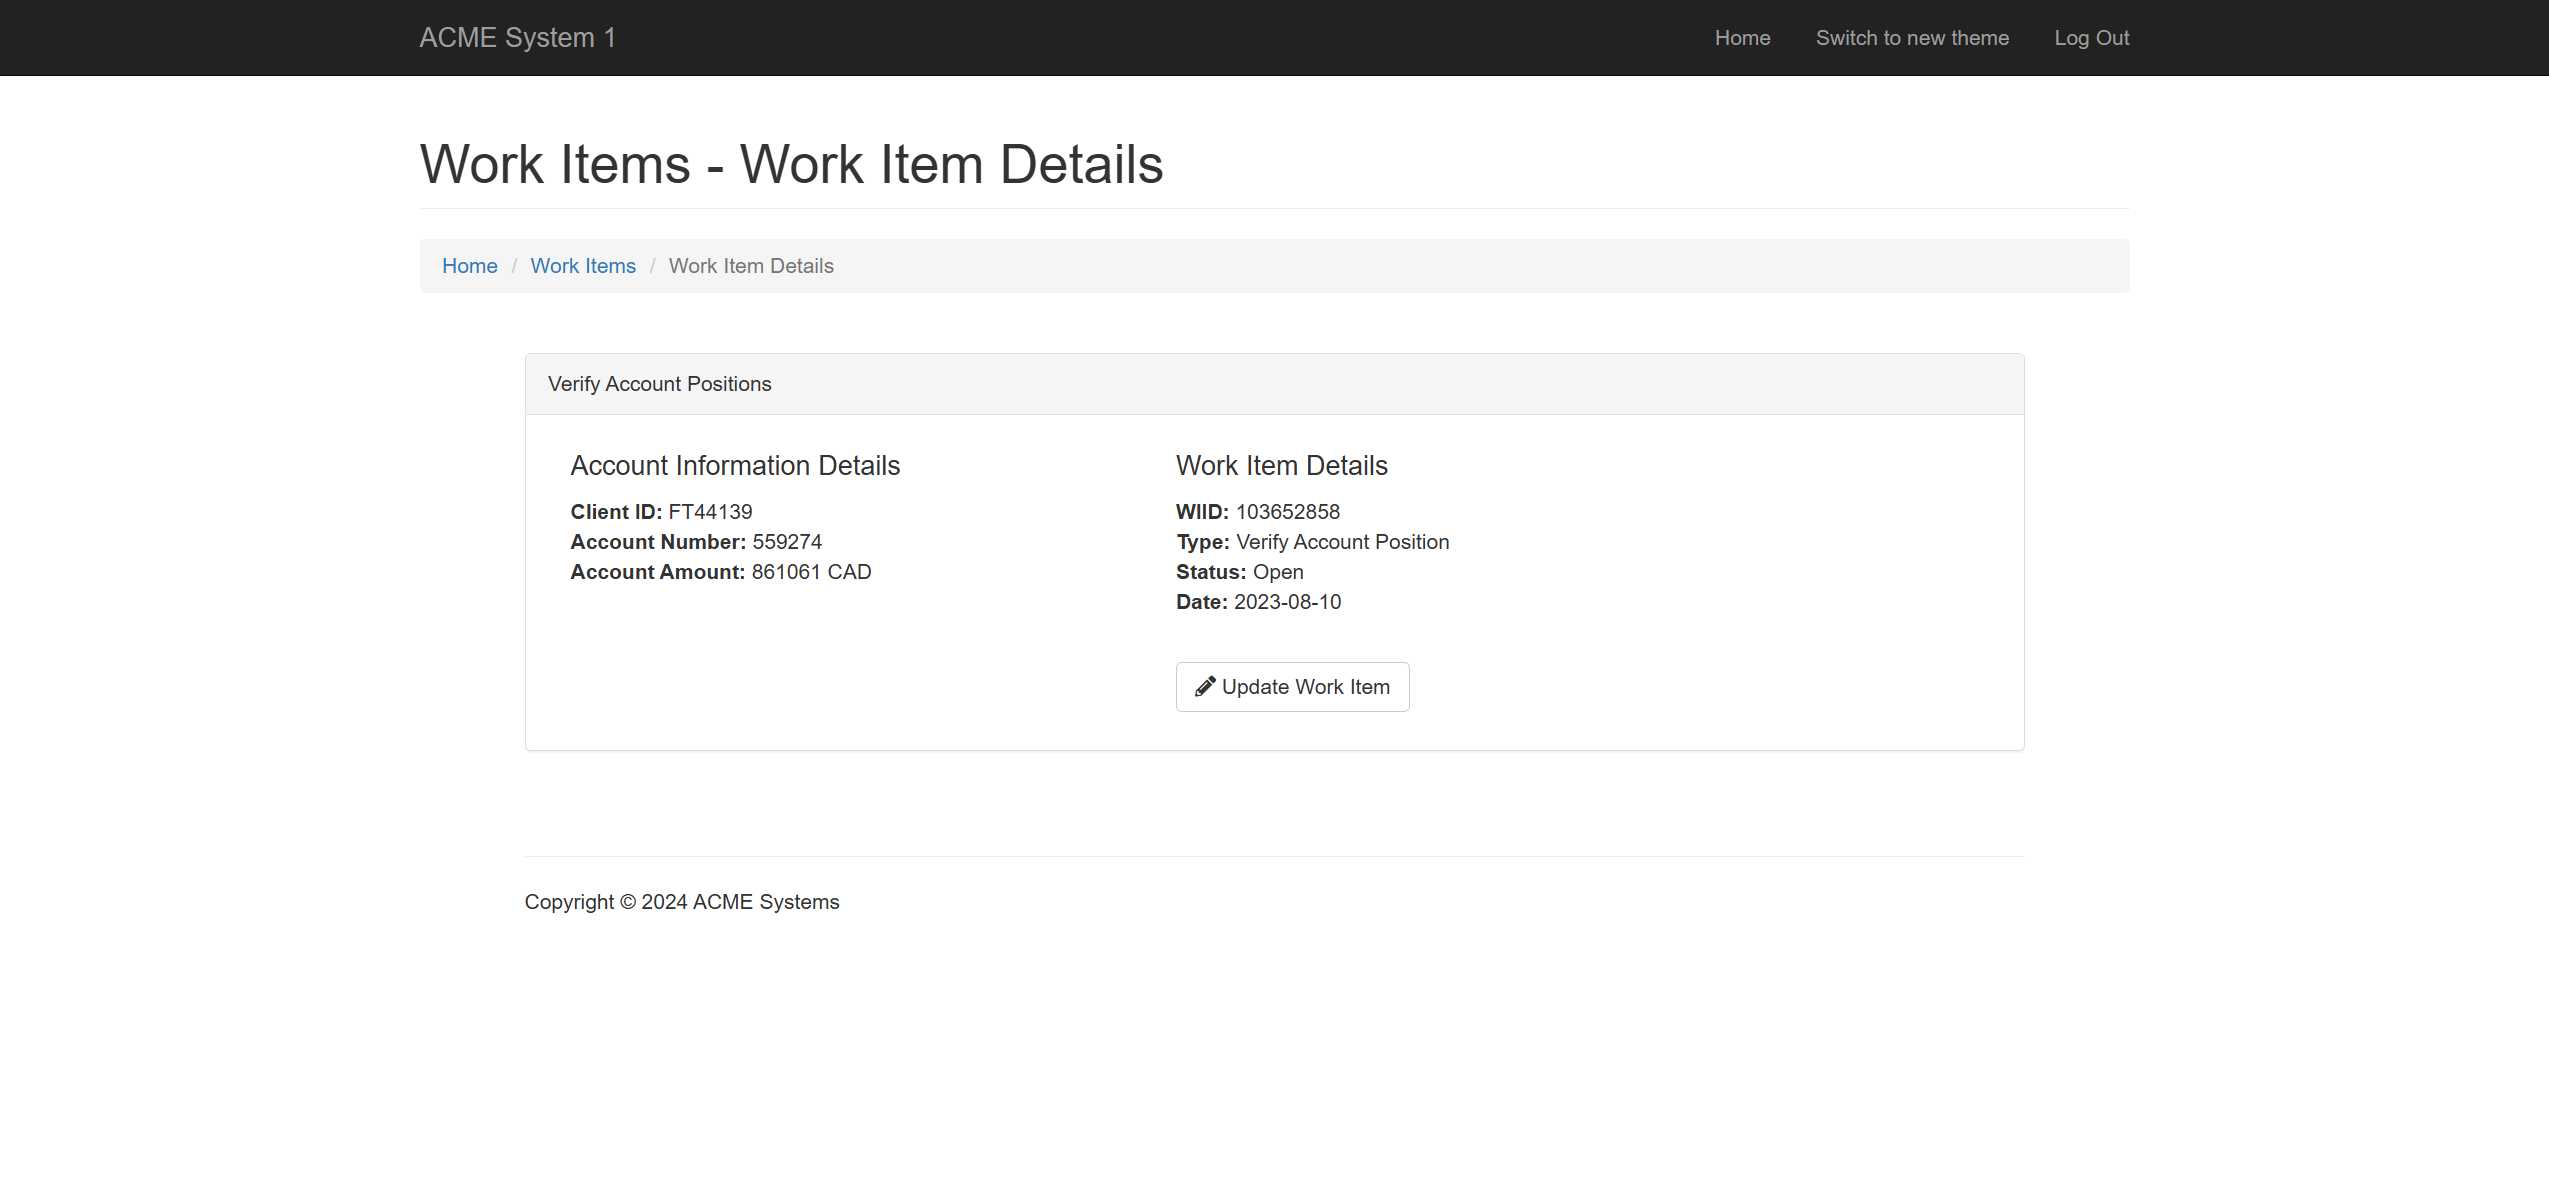 ACME System 1
Home
Switch to new theme
Log Out
Work Items - Work Item Details
Home / Work Items / Work Item Details
Verify Account Positions
Account Information Details
Client ID: FT44139
Account Number: 559274
Account Amount: 861061 CAD
Work Item Details
WIID: 103652858
Type: Verify Account Position
Status: Open
Date: 2023-08-10
Update Work Item
Copyright © 2024 ACME Systems